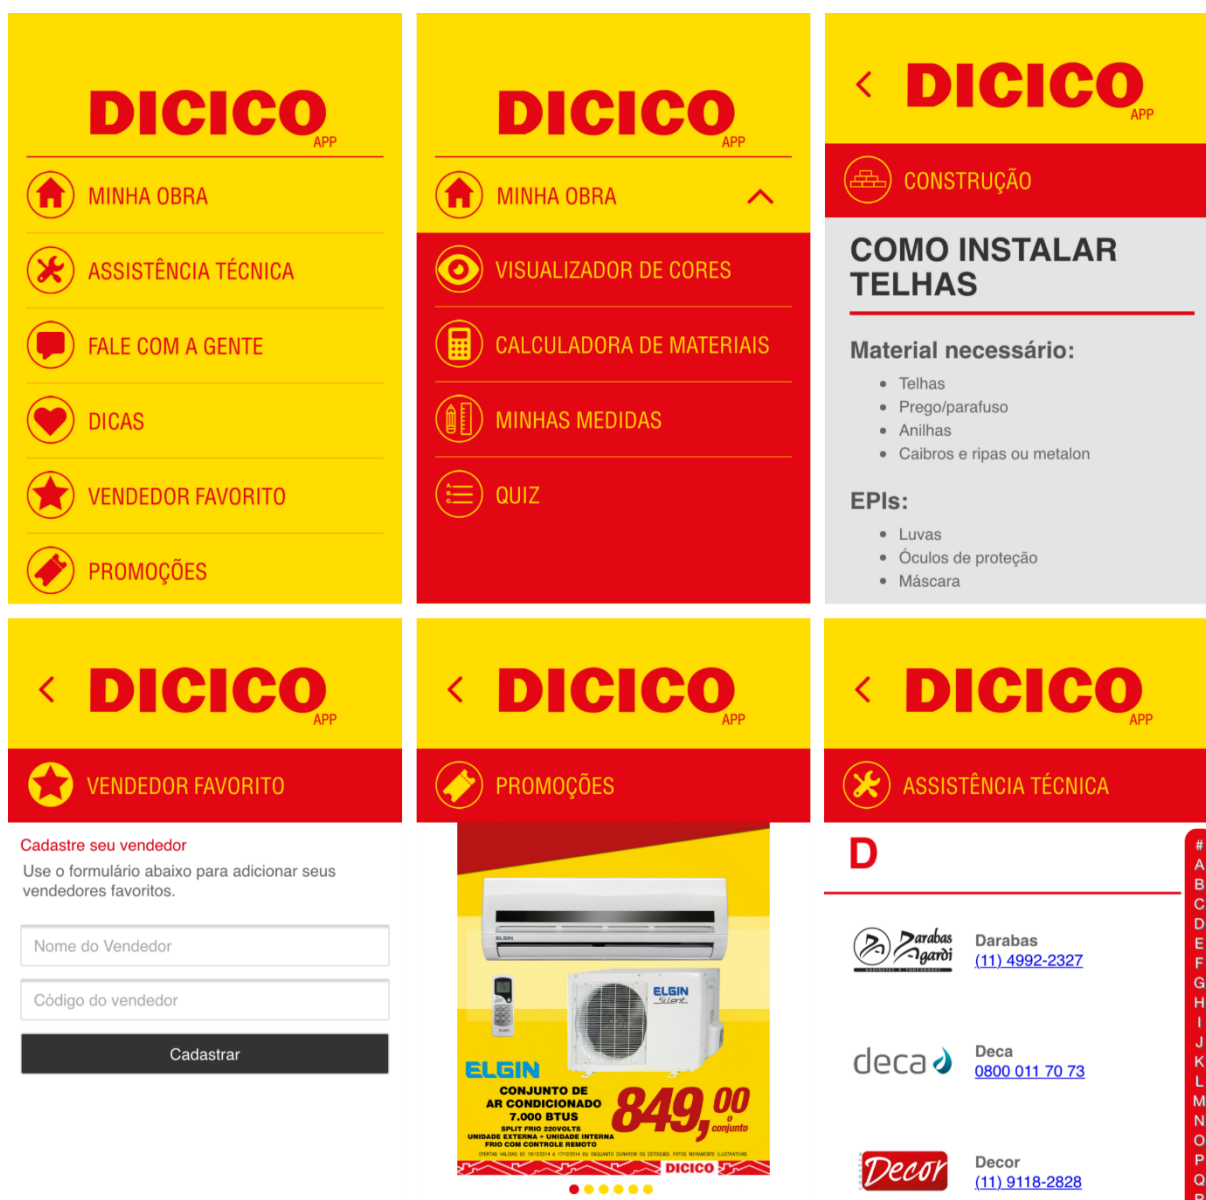 DICICO
APP
MINHA OBRA
ASSISTÊNCIA TÉCNICA
FALE COM A GENTE
DICAS
VENDEDOR FAVORITO
PROMOÇÕES
DICICO
APP
MINHA OBRA
VISUALIZADOR DE CORES
CALCULADORA DE MATERIAIS
MINHAS MEDIDAS
QUIZ
DICICO
APP
CONSTRUÇÃO
COMO INSTALAR
TELHAS
Material necessário:
Telhas
Prego/parafuso
Anilhas
Caibros e ripas ou metalon
EPIs:
Luvas
Óculos de proteção
Máscara
DICICO
APP
VENDEDOR FAVORITO
Cadastre seu vendedor
Use o formulário abaixo para adicionar seus
vendedores favoritos.
Nome do Vendedor
Código do vendedor
Cadastrar
DICICO
APP
PROMOÇÕES
ELGIN
ELGIN
Silent
ELGIN
CONJUNTO DE
AR CONDICIONADO
7.000 BTUS
SPLIT FRIO 220VOLTS
UNIDADE EXTERNA + UNIDADE INTERNA
FRIO COM CONTROLE REMOTO
849,00
o
conjunto
DICICO
DICICO
APP
ASSISTÊNCIA TÉCNICA
D
Darabas
Agardi
Darabas
(11) 4992-2327
deca
Deca
0800 011 70 73
Decor
Decor
(11) 9118-2828
#
A
B
C
D
E
F
G
H
I
J
K
L
M
N
O
P
Q